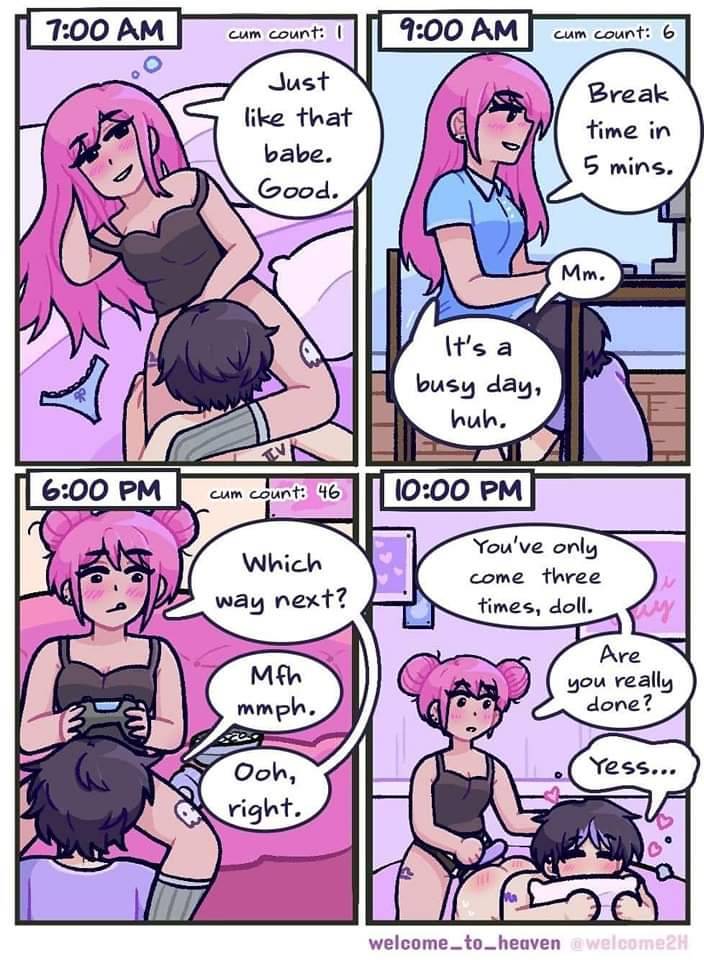 7:00 AM
cum count: 1
Just
like that
babe.
Good.
9:00 AM
cum count: 6
Break
time in
5 mins.
Mm.
It's a
busy day,
huh.
6:00 PM
cum count: 46
Which
way next?
Mfh
mmph.
Ooh,
right.
10:00 PM
You've only
come three
times, doll.
Are
you really
done?
Yess...
welcome_to_heaven @welcome2H